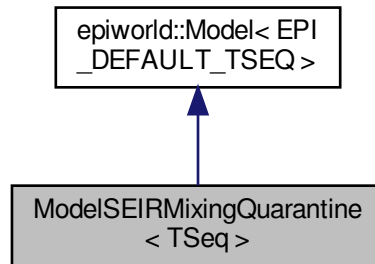 epiworld::Model< EPI
_DEFAULT_TSEQ >
ModelSEIRMixingQuarantine
< TSeq >